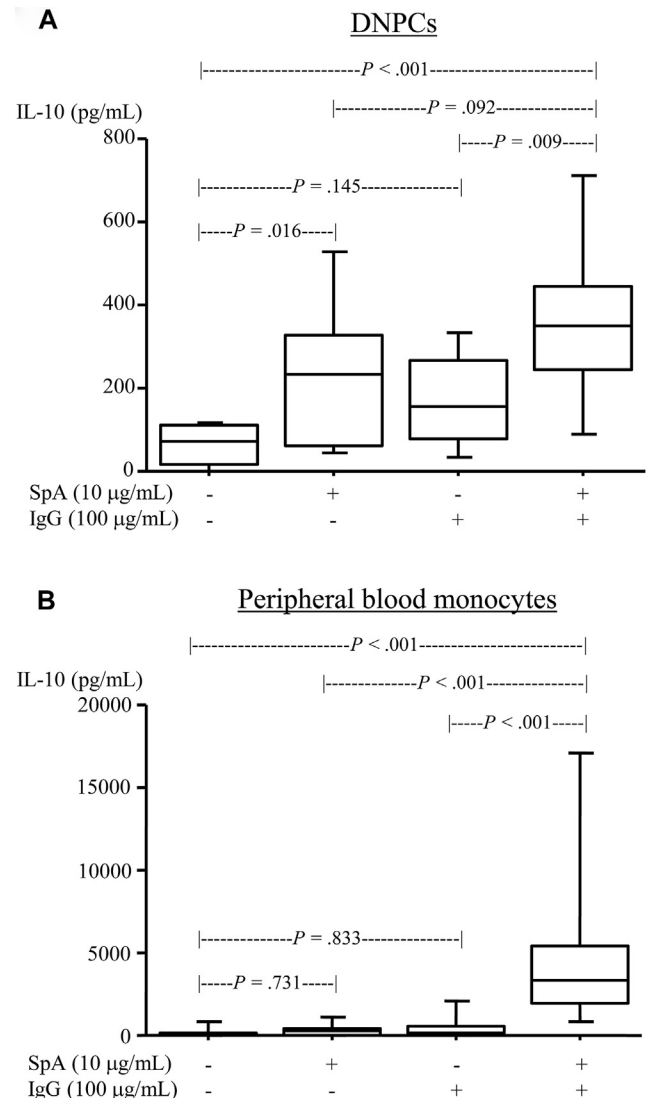 A
DNPCs
|-----------------------P < .001------------------------|
|-------------P = .092-------------|
IL-10 (pg/mL)
|-----P = .009-----|
800
|-------------P = .145-------------|
600
|-----P = .016-----|
400
200
0
SpA (10 μg/mL) - + - +
IgG (100 μg/mL) - - + +
B
Peripheral blood monocytes
|-----------------------P < .001------------------------|
IL-10 (pg/mL)
|-------------P < .001-------------|
20000
|-----P < .001-----|
15000
10000
|-------------P = .833-------------|
5000
|-----P = .731-----|
0
SpA (10 μg/mL) - + - +
IgG (100 μg/mL) - - + +